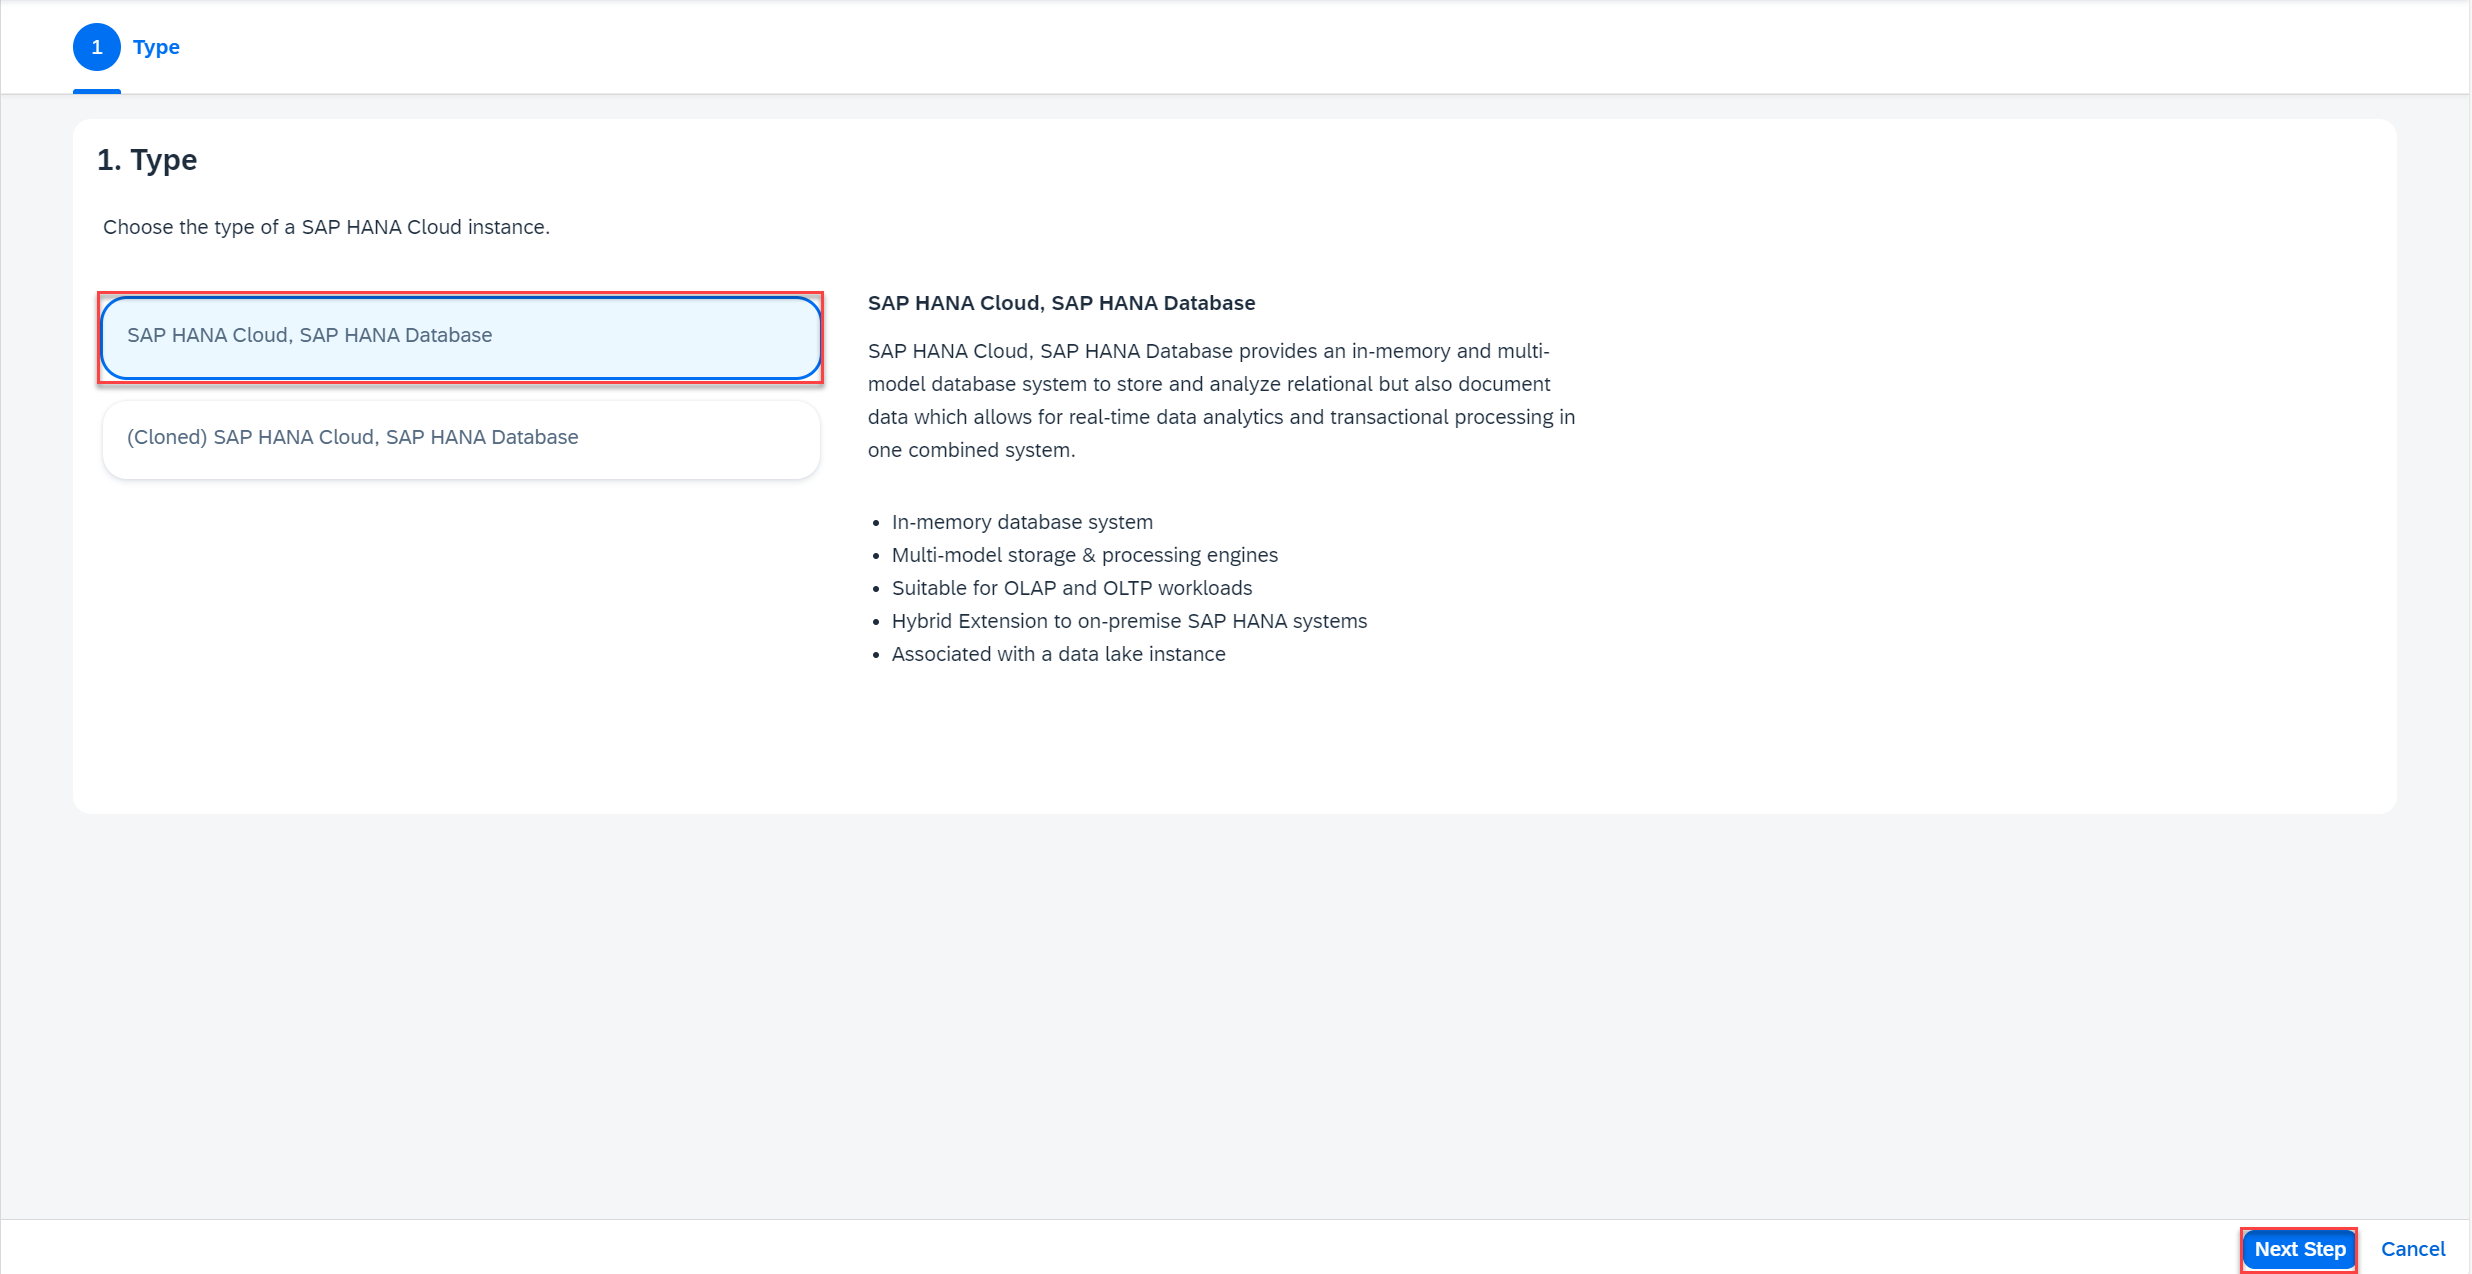 1 Type
1. Type
Choose the type of a SAP HANA Cloud instance.
SAP HANA Cloud, SAP HANA Database
(Cloned) SAP HANA Cloud, SAP HANA Database
SAP HANA Cloud, SAP HANA Database
SAP HANA Cloud, SAP HANA Database provides an in-memory and multi-
model database system to store and analyze relational but also document
data which allows for real-time data analytics and transactional processing in
one combined system.
• In-memory database system
• Multi-model storage & processing engines
• Suitable for OLAP and OLTP workloads
• Hybrid Extension to on-premise SAP HANA systems
• Associated with a data lake instance
Next Step Cancel